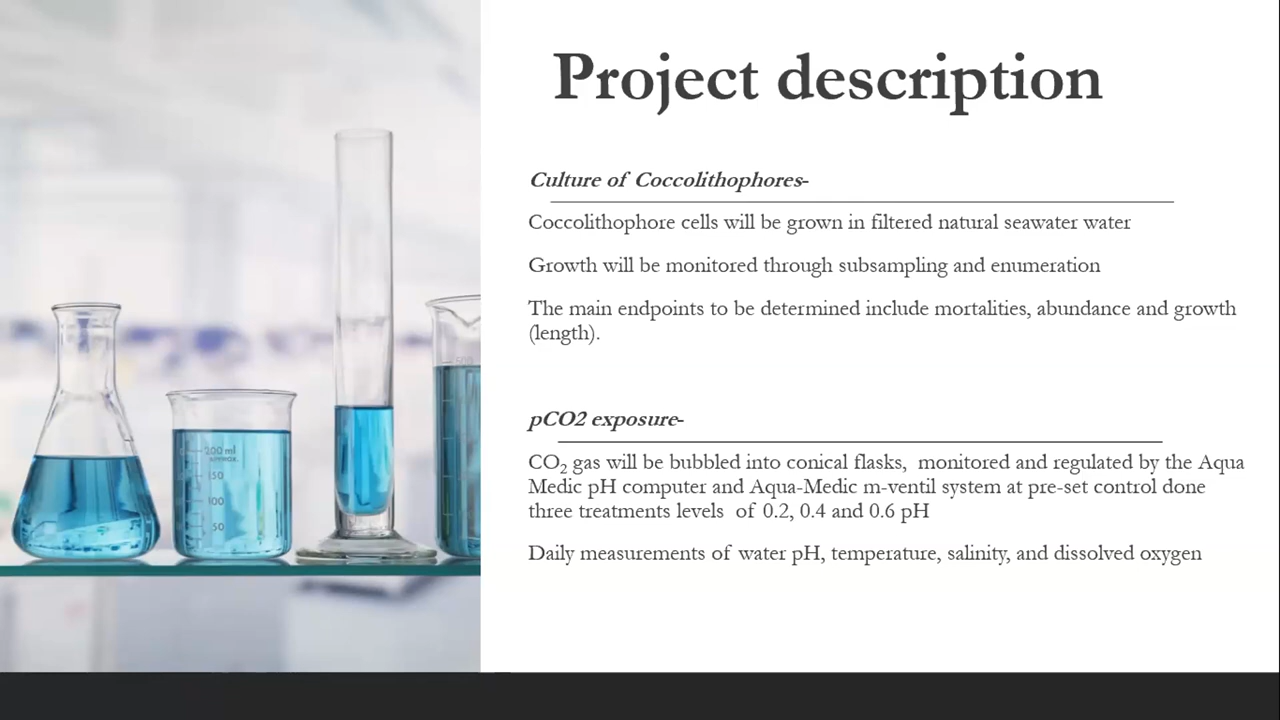 Project description
Culture of Coccolithophores-
Coccolithophore cells will be grown in filtered natural seawater water
Growth will be monitored through subsampling and enumeration
The main endpoints to be determined include mortalities, abundance and growth
(length).
pCO2 exposure-
CO₂ gas will be bubbled into conical flasks, monitored and regulated by the Aqua
Medic pH computer and Aqua-Medic m-ventil system at pre-set control done
three treatments levels of 0.2, 0.4 and 0.6 pH
Daily measurements of water pH, temperature, salinity, and dissolved oxygen
200 ml
APPROX.
150
100
50